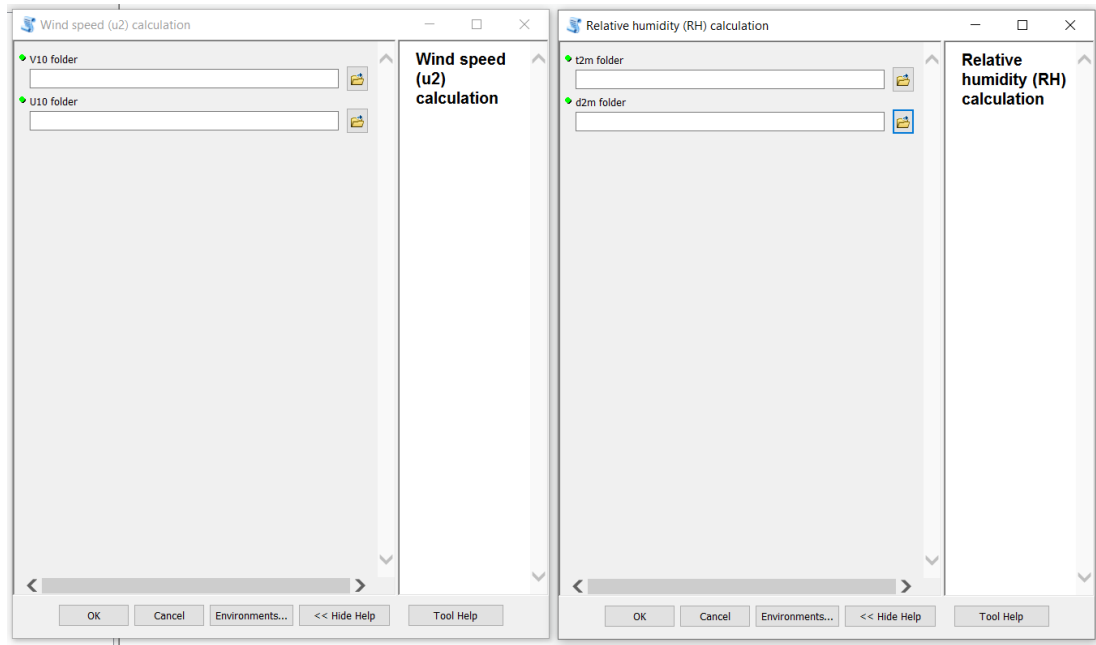 Wind speed (u2) calculation
V10 folder
U10 folder
Wind speed
(u2)
calculation
OK
Cancel
Environments...
<< Hide Help
Tool Help
Relative humidity (RH) calculation
t2m folder
d2m folder
Relative
humidity (RH)
calculation
OK
Cancel
Environments...
<< Hide Help
Tool Help